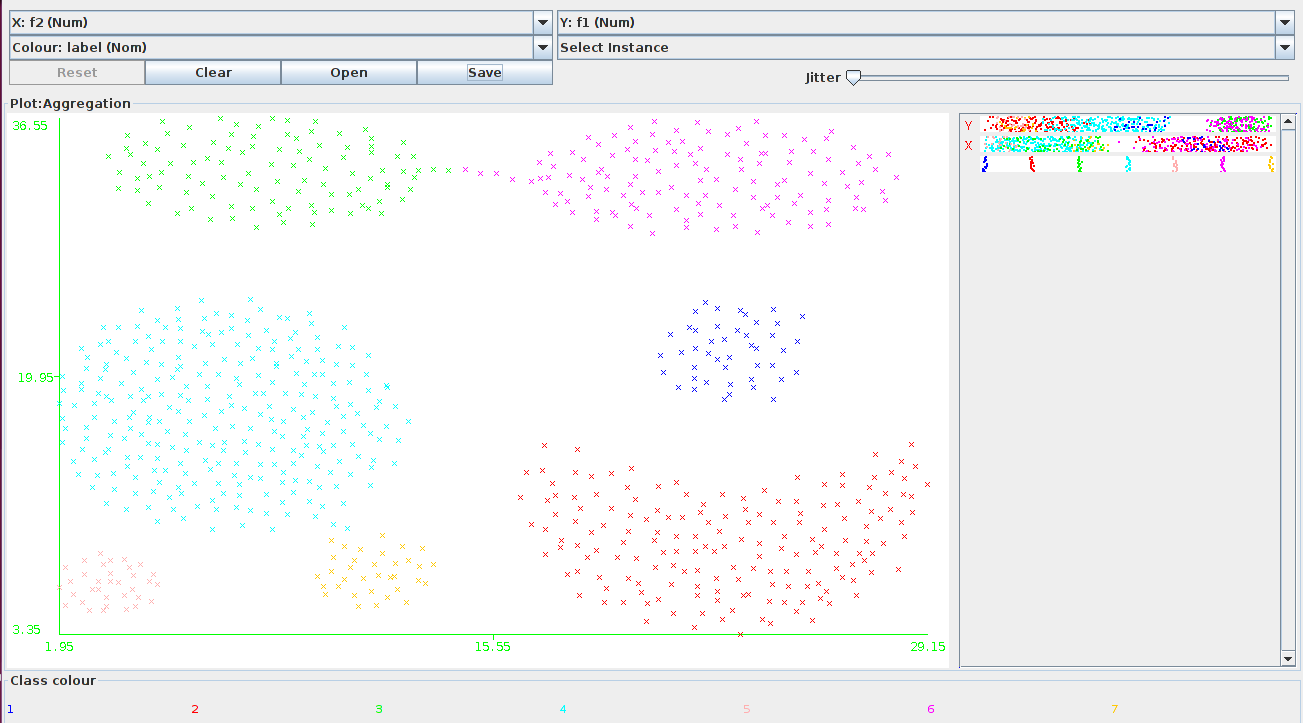 X: f2 (Num) Y: f1 (Num)
Colour: label (Nom) Select Instance
Reset Clear Open Save Jitter
Plot:Aggregation
36.55
19.95
3.35
1.95 15.55 29.15
Y
X
Class colour
1 2 3 4 5 6 7